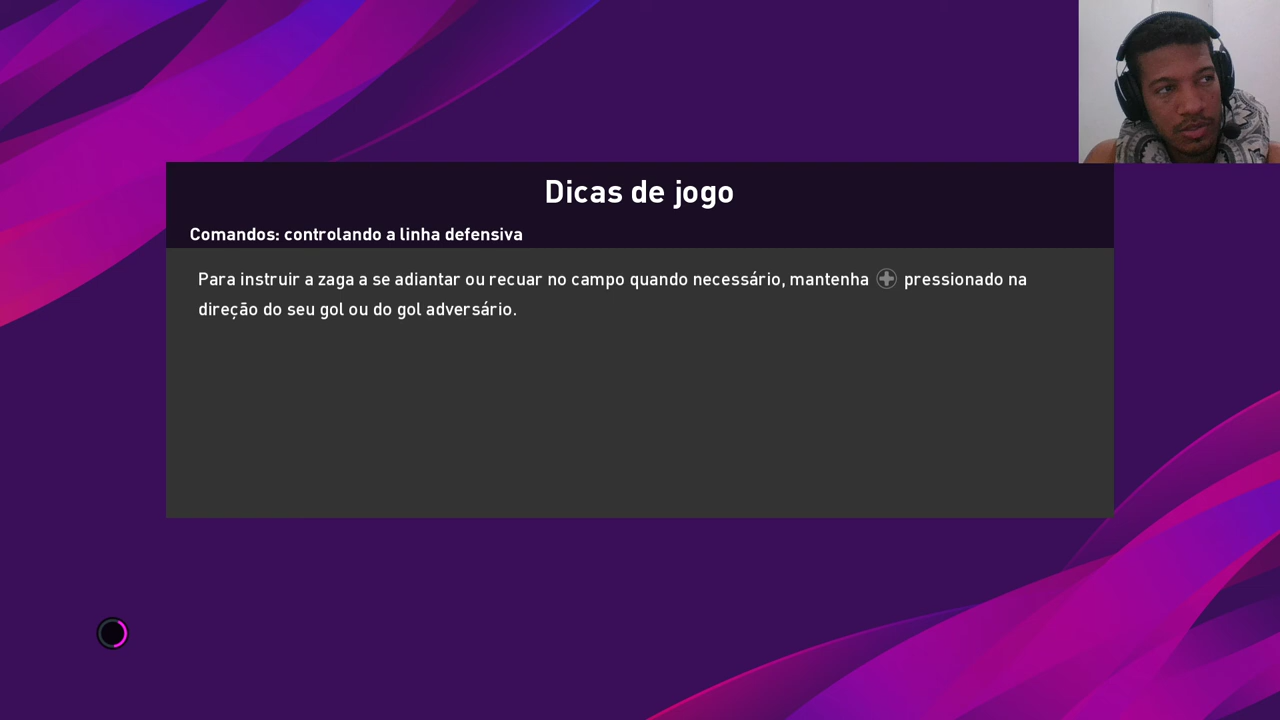 Dicas de jogo
Comandos: controlando a linha defensiva
Para instruir a zaga a se adiantar ou recuar no campo quando necessário, mantenha pressionado na
direção do seu gol ou do gol adversário.